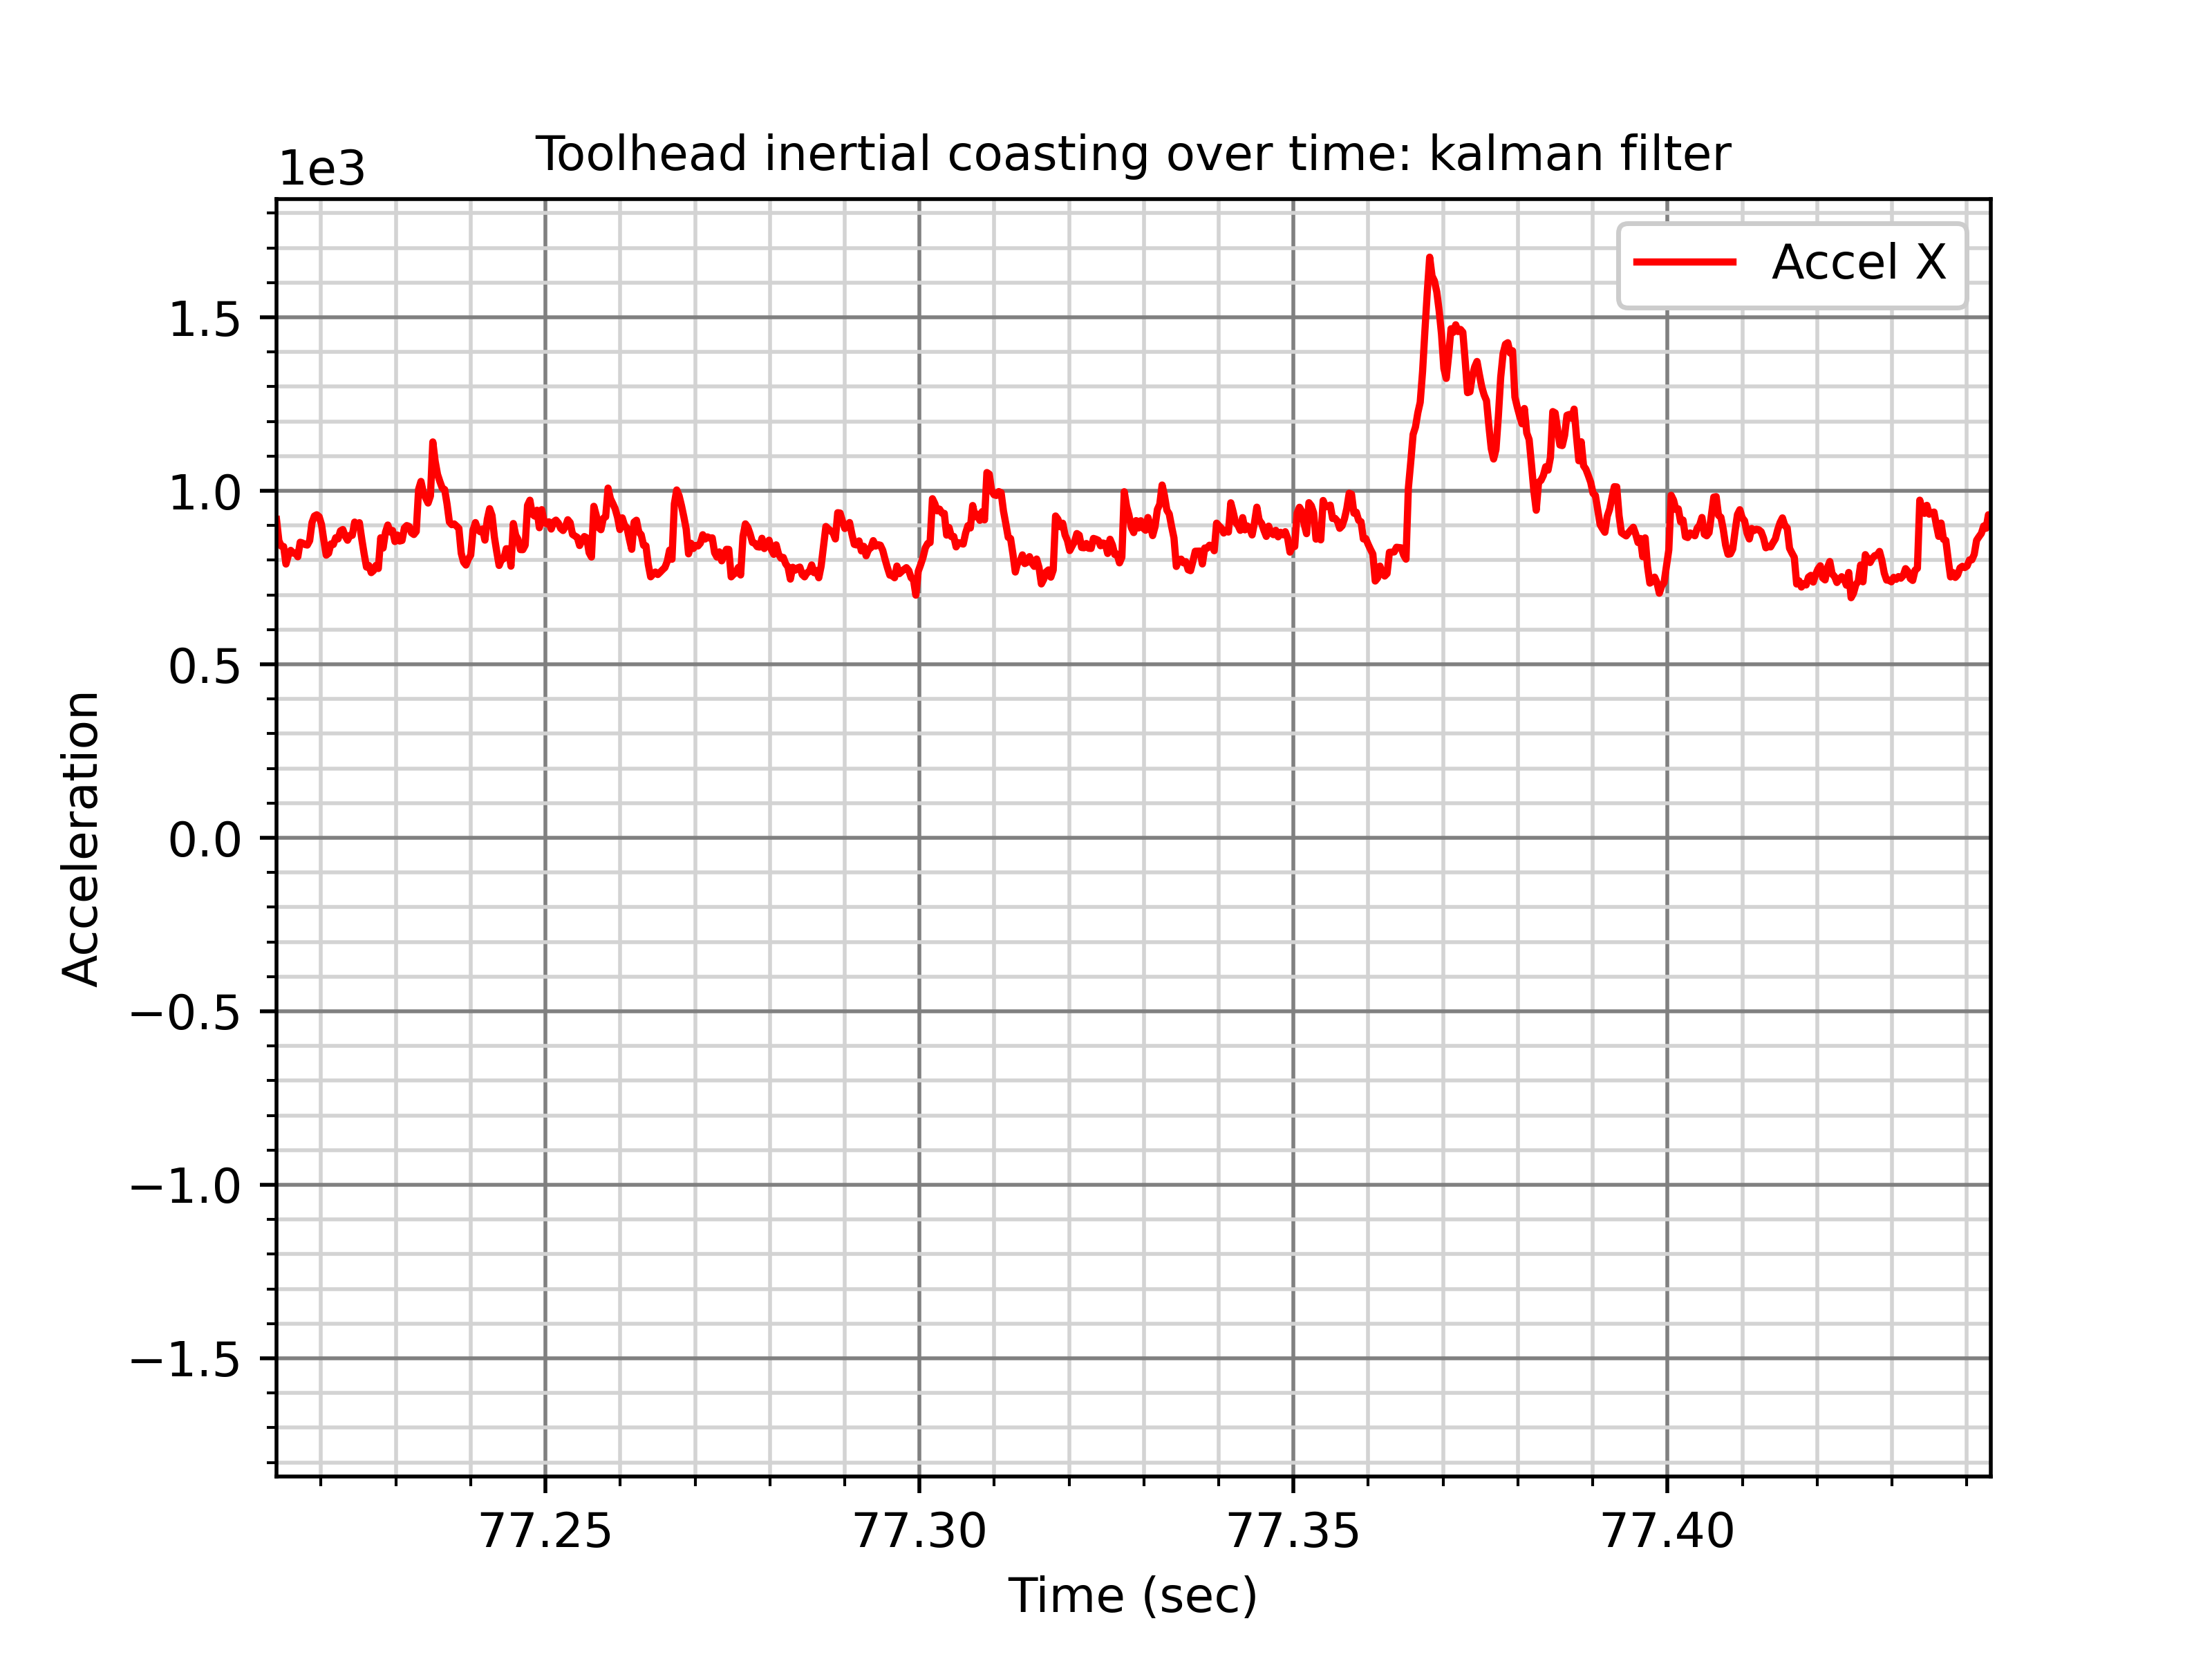 Toolhead inertial coasting over time: kalman filter
1e3
Accel X
1.5
1.0
0.5
0.0
−0.5
−1.0
−1.5
Acceleration
77.25 77.30 77.35 77.40
Time (sec)